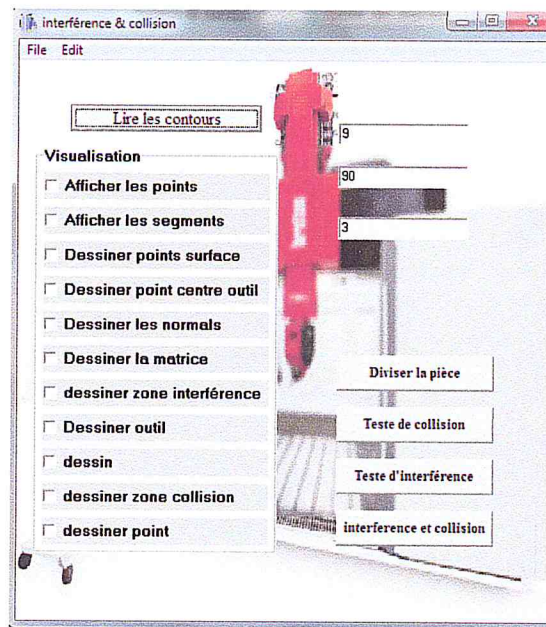 interférence & collision
File Edit
Lire les contours
9
Visualisation
90
Afficher les points
Afficher les segments
3
Dessiner points surface
Dessiner point centre outil
Dessiner les normals
Dessiner la matrice
Diviser la pièce
dessiner zone interférence
Dessiner outil
Teste de collision
dessin
Teste d'interférence
dessiner zone collision
dessiner point
interference et collision